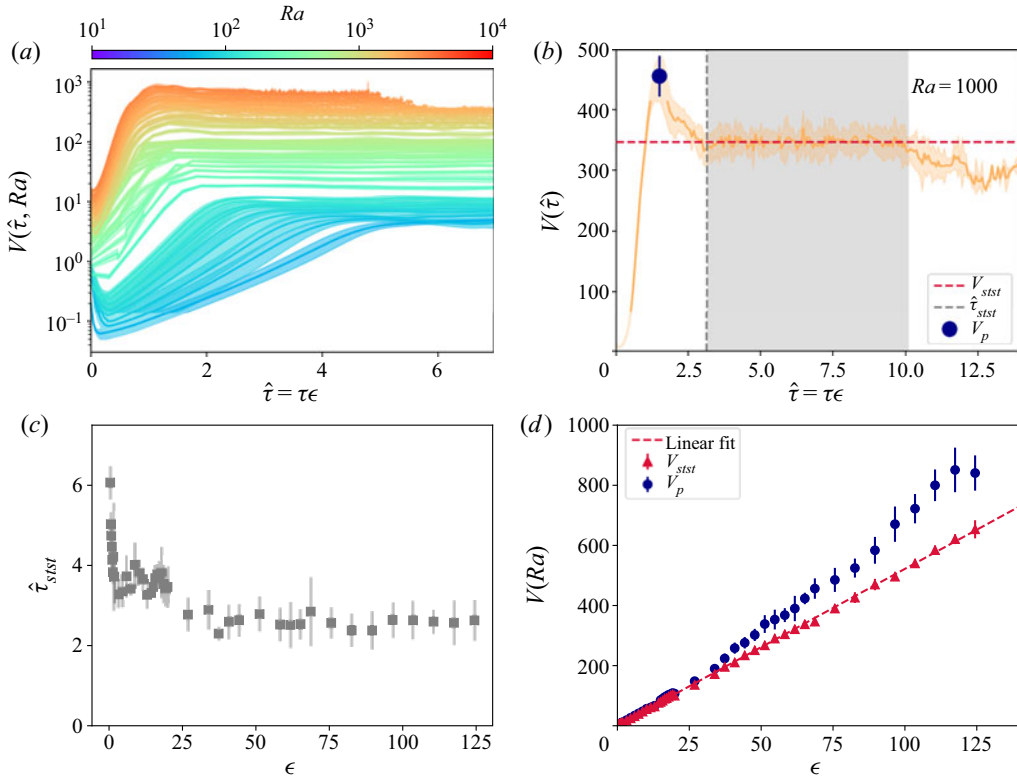 Ra
10^1 10^2 10^3 10^4
(a)
10^3
10^2
10^1
10^0
10^−1
V(τ̂, Ra)
0 2 4 6
τ̂ = τϵ
(b)
500
400
300
200
100
0
V(τ̂)
Ra = 1000
V_stst
τ̂_stst
V_p
2.5 5.0 7.5 10.0 12.5
τ̂ = τϵ
(c)
6
4
2
0
τ̂_stst
0 25 50 75 100 125
ϵ
(d)
1000
800
600
400
200
V(Ra)
Linear fit
V_stst
V_p
0 25 50 75 100 125
ϵ